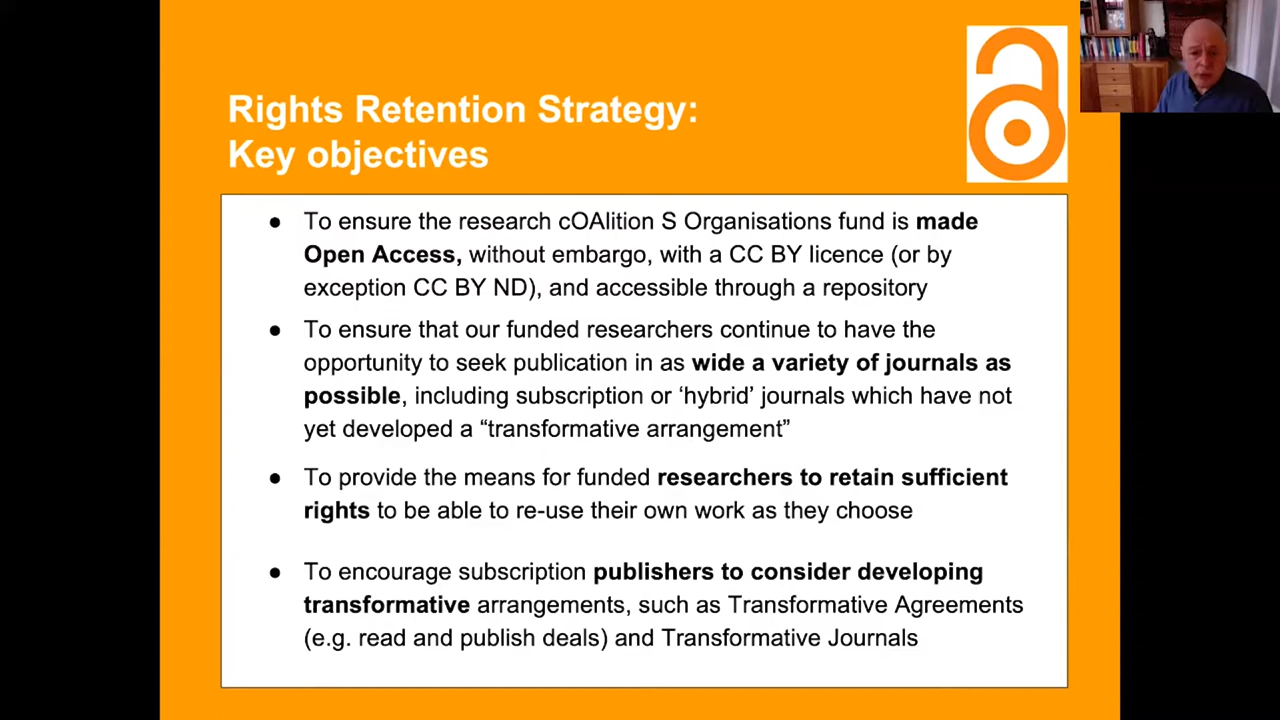 Rights Retention Strategy:
Key objectives
● To ensure the research cOAlition S Organisations fund is made
Open Access, without embargo, with a CC BY licence (or by
exception CC BY ND), and accessible through a repository
● To ensure that our funded researchers continue to have the
opportunity to seek publication in as wide a variety of journals as
possible, including subscription or ‘hybrid’ journals which have not
yet developed a “transformative arrangement”
● To provide the means for funded researchers to retain sufficient
rights to be able to re-use their own work as they choose
● To encourage subscription publishers to consider developing
transformative arrangements, such as Transformative Agreements
(e.g. read and publish deals) and Transformative Journals